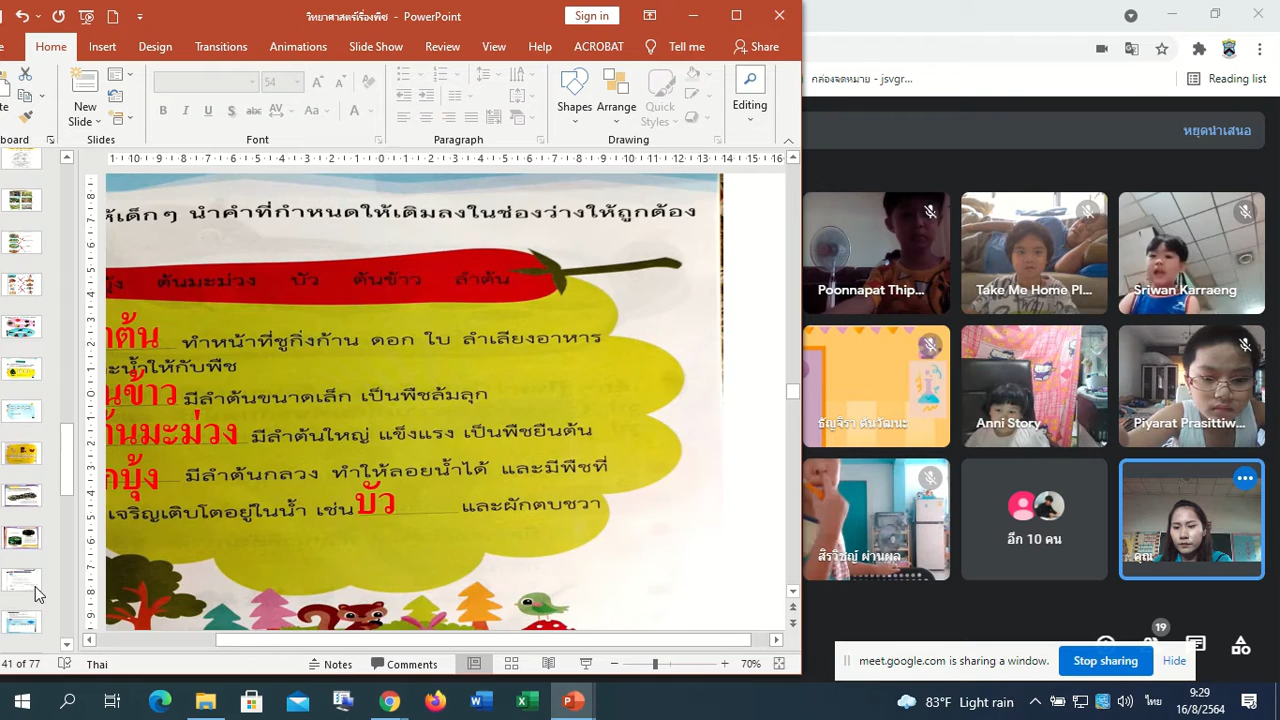 วิทยาศาสตร์เรื่องพืช - PowerPoint
Sign in
Home Insert Design Transitions Animations Slide Show Review View Help ACROBAT Tell me Share
New
Slide
54
Shapes Arrange Quick
Styles
Editing
Slides Font Paragraph Drawing
นำคำที่กำหนดให้เติมลงในช่องว่างให้ถูกต้อง
ต้นมะม่วง บัว ต้นข้าว ลำต้น
ทำหน้าที่ชูกิ่งก้าน ดอก ใบ ลำเลียงอาหาร
ให้กับพืช
มีลำต้นขนาดเล็ก เป็นพืชล้มลุก
มีลำต้นใหญ่ แข็งแรง เป็นพืชยืนต้น
มีลำต้นกลวง ทำให้ลอยน้ำได้ และมีพืชที่
เจริญเติบโตอยู่ในน้ำ เช่น บัว และผักตบชวา
41 of 77 Thai Notes Comments 70%
กล่องจดหมาย - jsvgr...
Reading list
หยุดนำเสนอ
Poonnapat Thip...
Take Me Home Pl...
Sriwan Karraeng
ธัญจิรา ตันวัฒนะ
Anni Story
Piyarat Prasittiw...
สิรวิชญ์ ผ่านผล
อีก 10 คน
คุณ
19
meet.google.com is sharing a window. Stop sharing Hide
83°F Light rain
9:29
16/8/2564